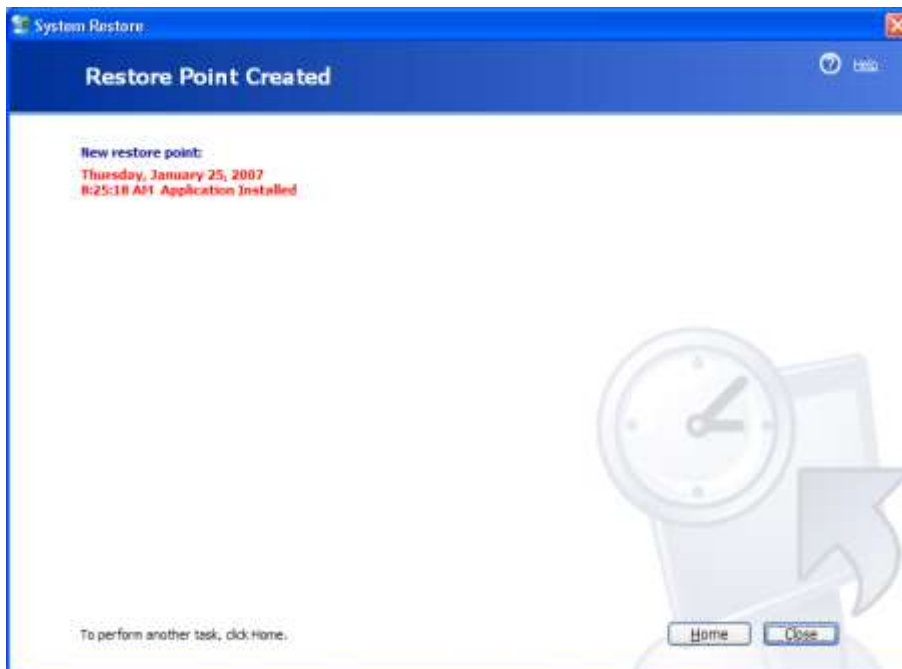 System Restore
Restore Point Created
Help
New restore point:
Thursday, January 25, 2007
8:25:18 AM Application Installed
To perform another task, click Home.
Home
Close